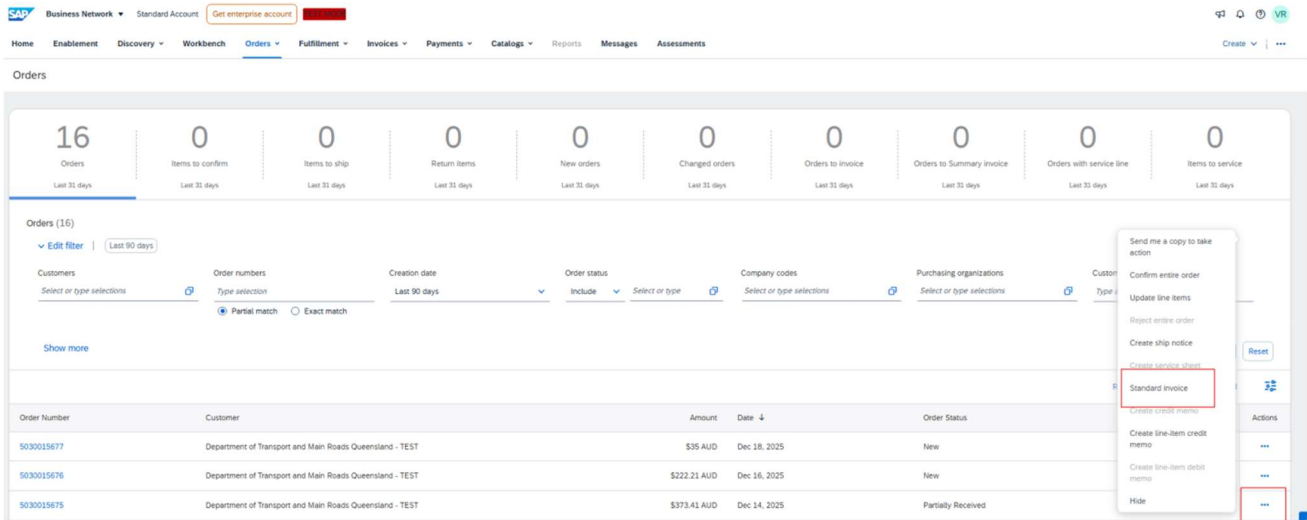 SAP Business Network Standard Account Get enterprise account TEST MODE
VR
Home Enablement Discovery Workbench Orders Fulfillment Invoices Payments Catalogs Reports Messages Assessments Create
Orders
16 0 0 0 0 0 0 0 0 0
Orders Items to confirm Items to ship Return items New orders Changed orders Orders to invoice Orders to Summary invoice Orders with service line Items to service
Last 31 days Last 31 days Last 31 days Last 31 days Last 31 days Last 31 days Last 31 days Last 31 days Last 31 days Last 31 days
Orders (16)
Edit filter Last 90 days
Customers Order numbers Creation date Order status Company codes Purchasing organizations Custom
Select or type selections Type selection Last 90 days Include Select or type Select or type selections Select or type selections Type
Partial match Exact match
Show more
Reset
Send me a copy to take
action
Confirm entire order
Update line items
Reject entire order
Create ship notice
Create service sheet
Standard invoice
Create credit memo
Create line-item credit
memo
Create line-item debit
memo
Hide
Order Number Customer Amount Date Order Status Actions
5030015677 Department of Transport and Main Roads Queensland - TEST $35 AUD Dec 18, 2025 New
5030015676 Department of Transport and Main Roads Queensland - TEST $222.21 AUD Dec 16, 2025 New
5030015675 Department of Transport and Main Roads Queensland - TEST $373.41 AUD Dec 14, 2025 Partially Received